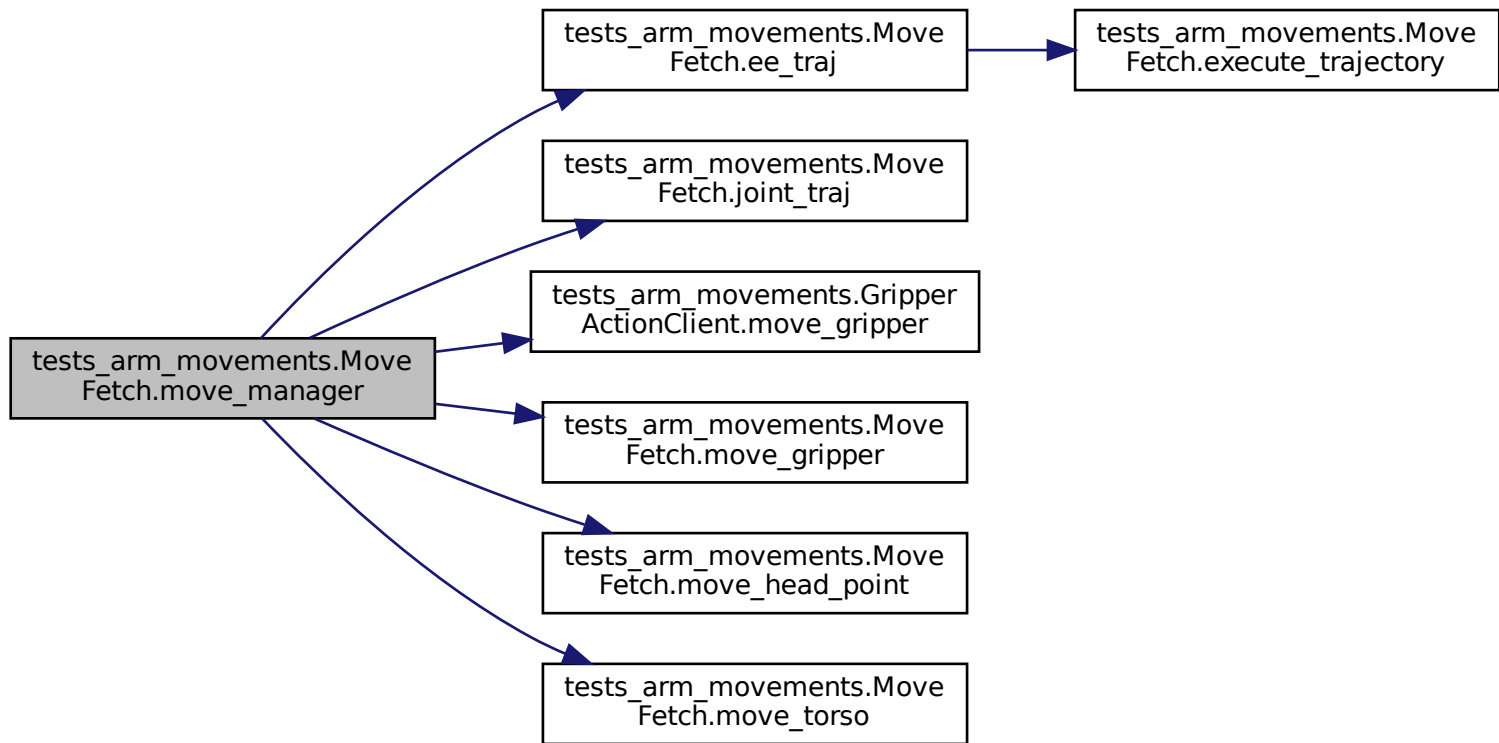 tests_arm_movements.Move
Fetch.ee_traj
tests_arm_movements.Move
Fetch.execute_trajectory
tests_arm_movements.Move
Fetch.joint_traj
tests_arm_movements.Gripper
ActionClient.move_gripper
tests_arm_movements.Move
Fetch.move_manager
tests_arm_movements.Move
Fetch.move_gripper
tests_arm_movements.Move
Fetch.move_head_point
tests_arm_movements.Move
Fetch.move_torso